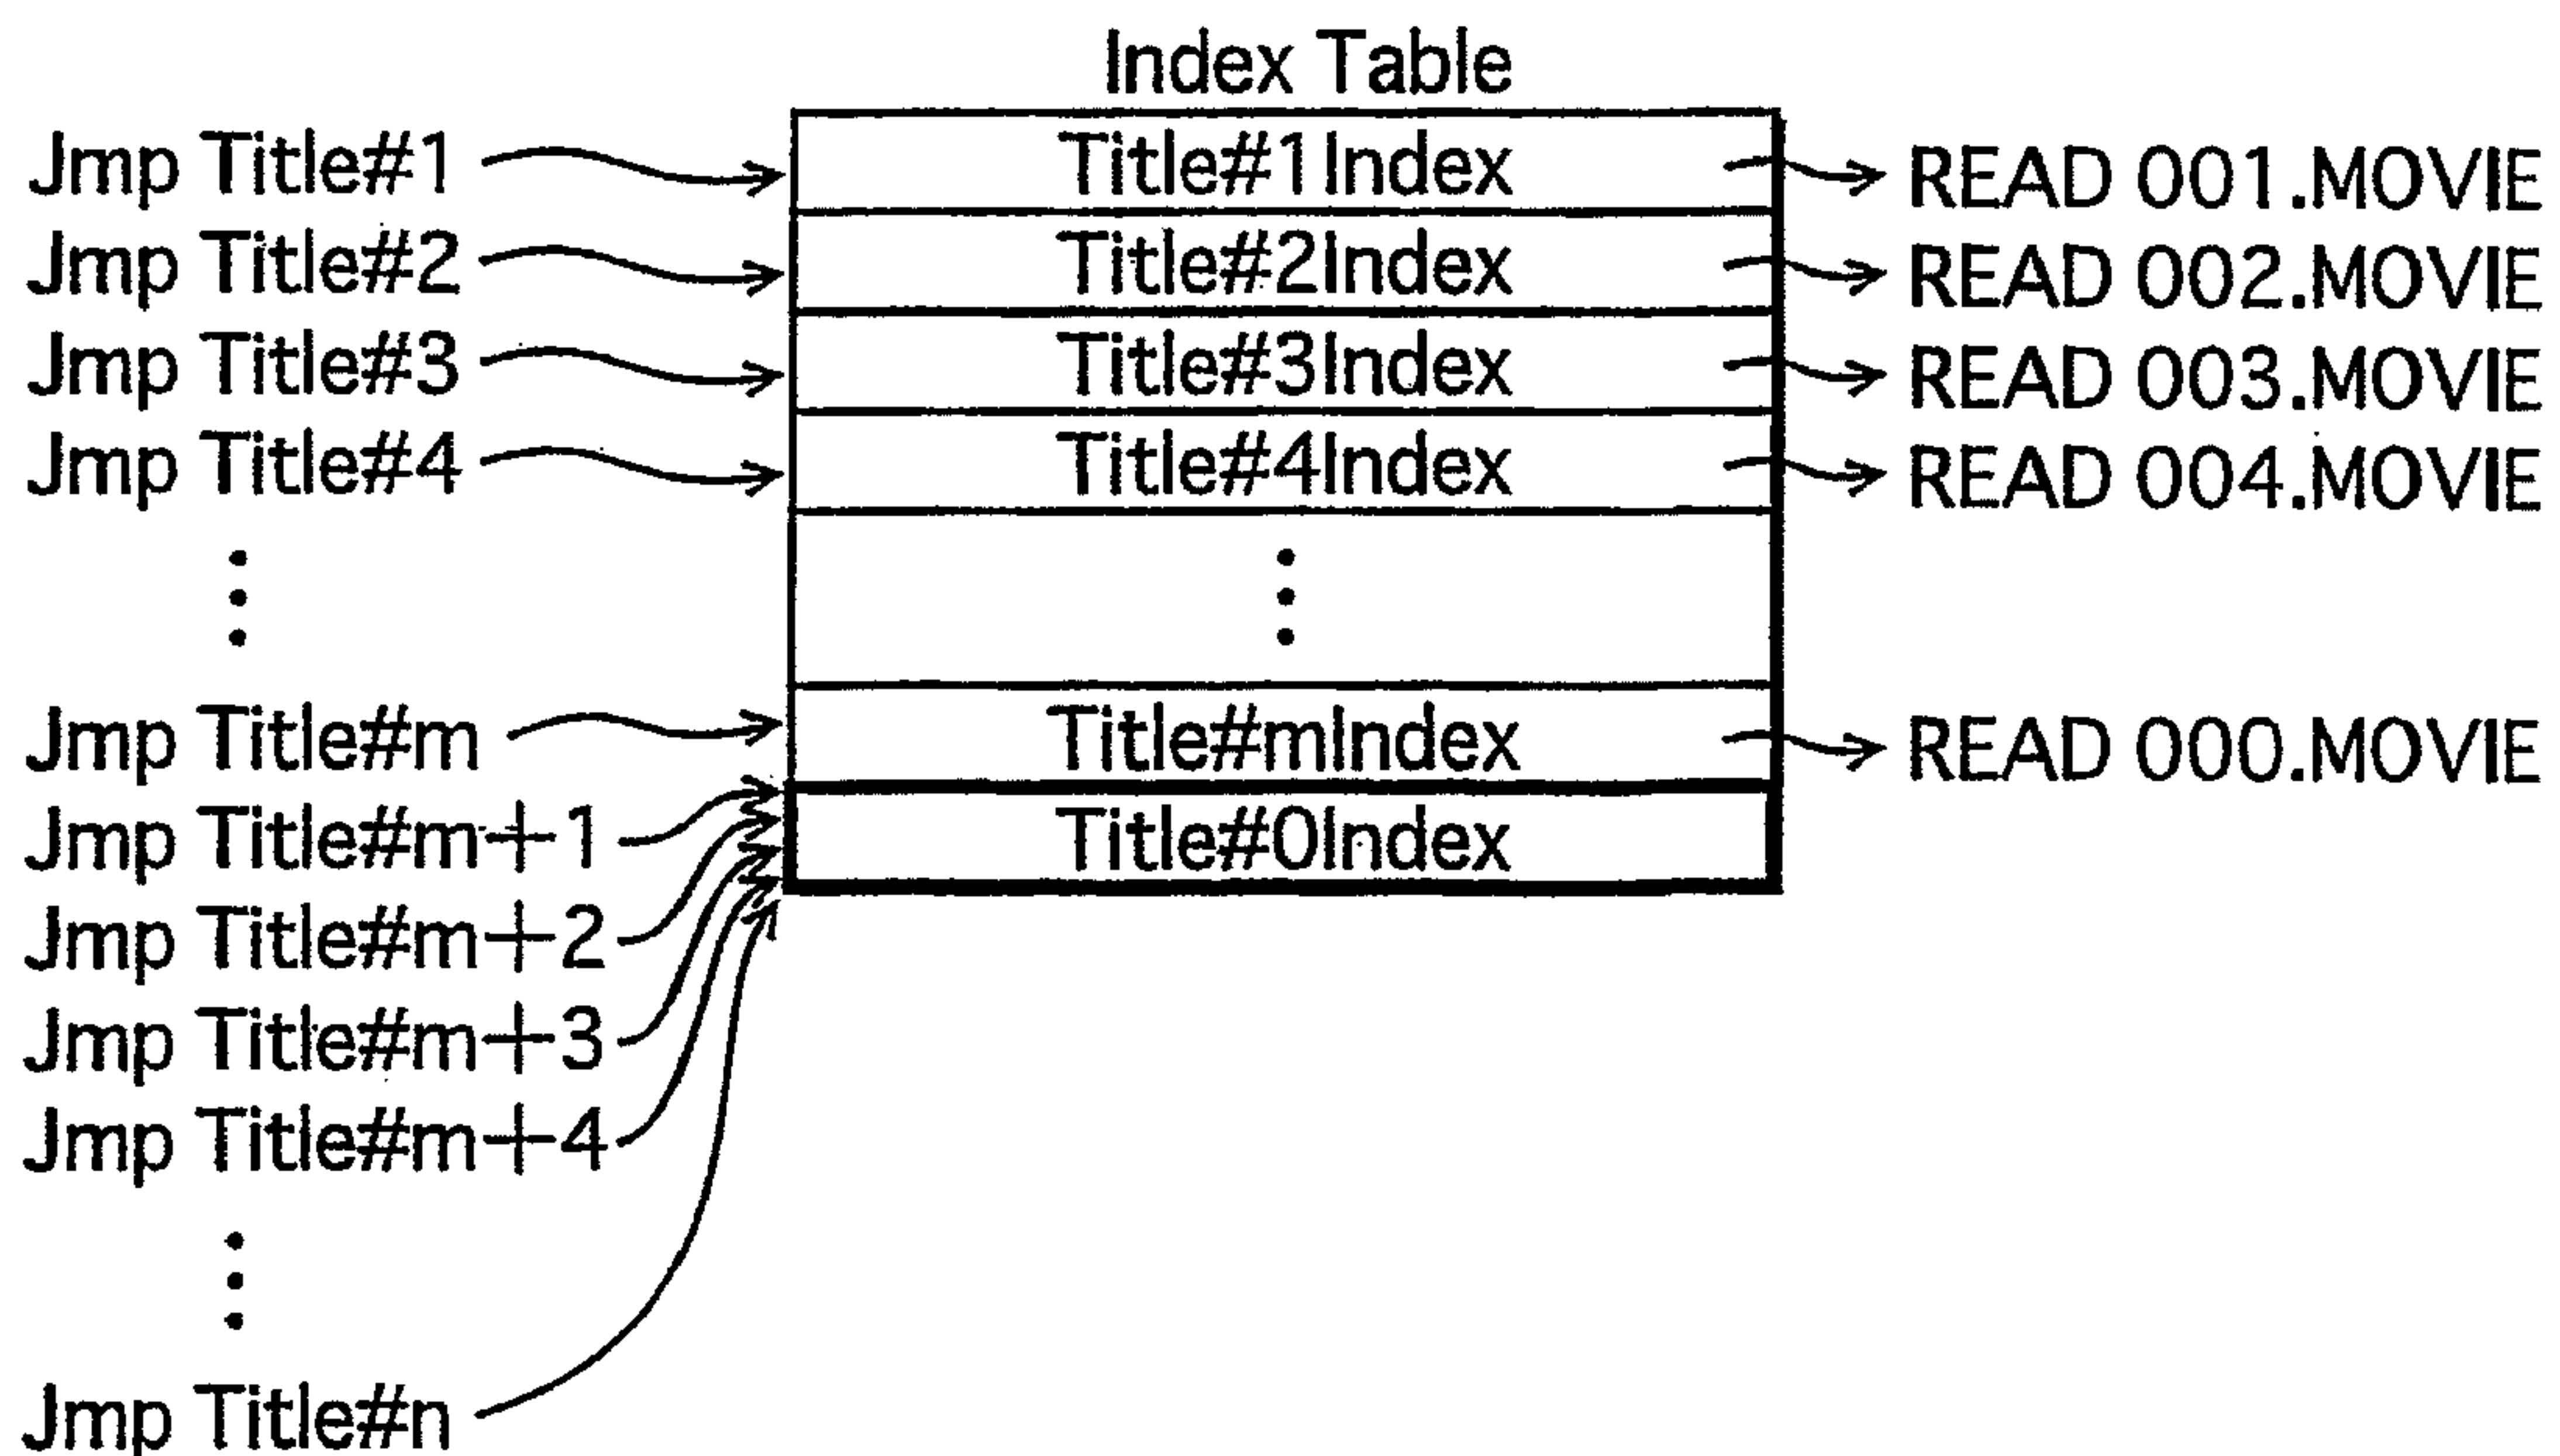 Index Table
Jmp Title#1 Title#1Index READ 001.MOVIE
Jmp Title#2 Title#2Index READ 002.MOVIE
Jmp Title#3 Title#3Index READ 003.MOVIE
Jmp Title#4 Title#4Index READ 004.MOVIE
Jmp Title#m Title#mIndex READ 000.MOVIE
Jmp Title#m+1 Title#0Index
Jmp Title#m+2
Jmp Title#m+3
Jmp Title#m+4
Jmp Title#n